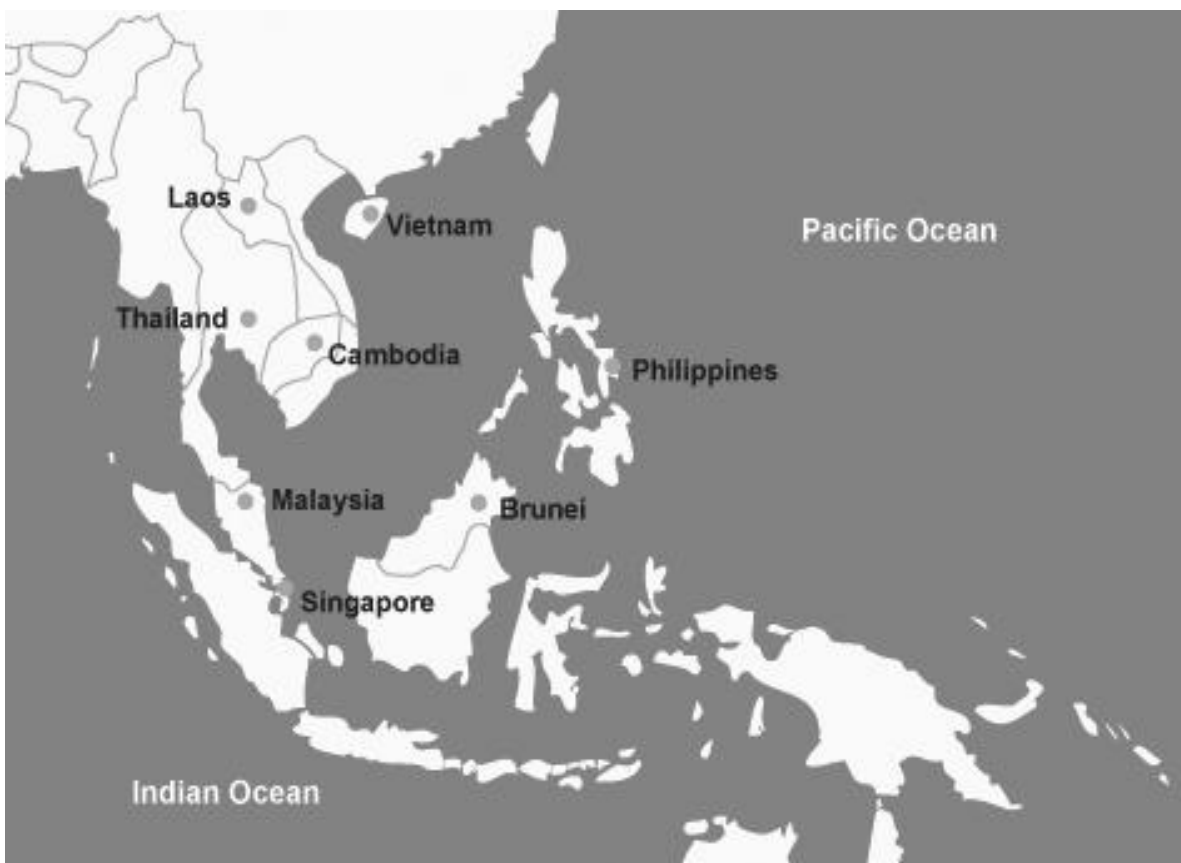 Laos
Vietnam
Pacific Ocean
Thailand
Cambodia
Philippines
Malaysia
Brunei
Singapore
Indian Ocean